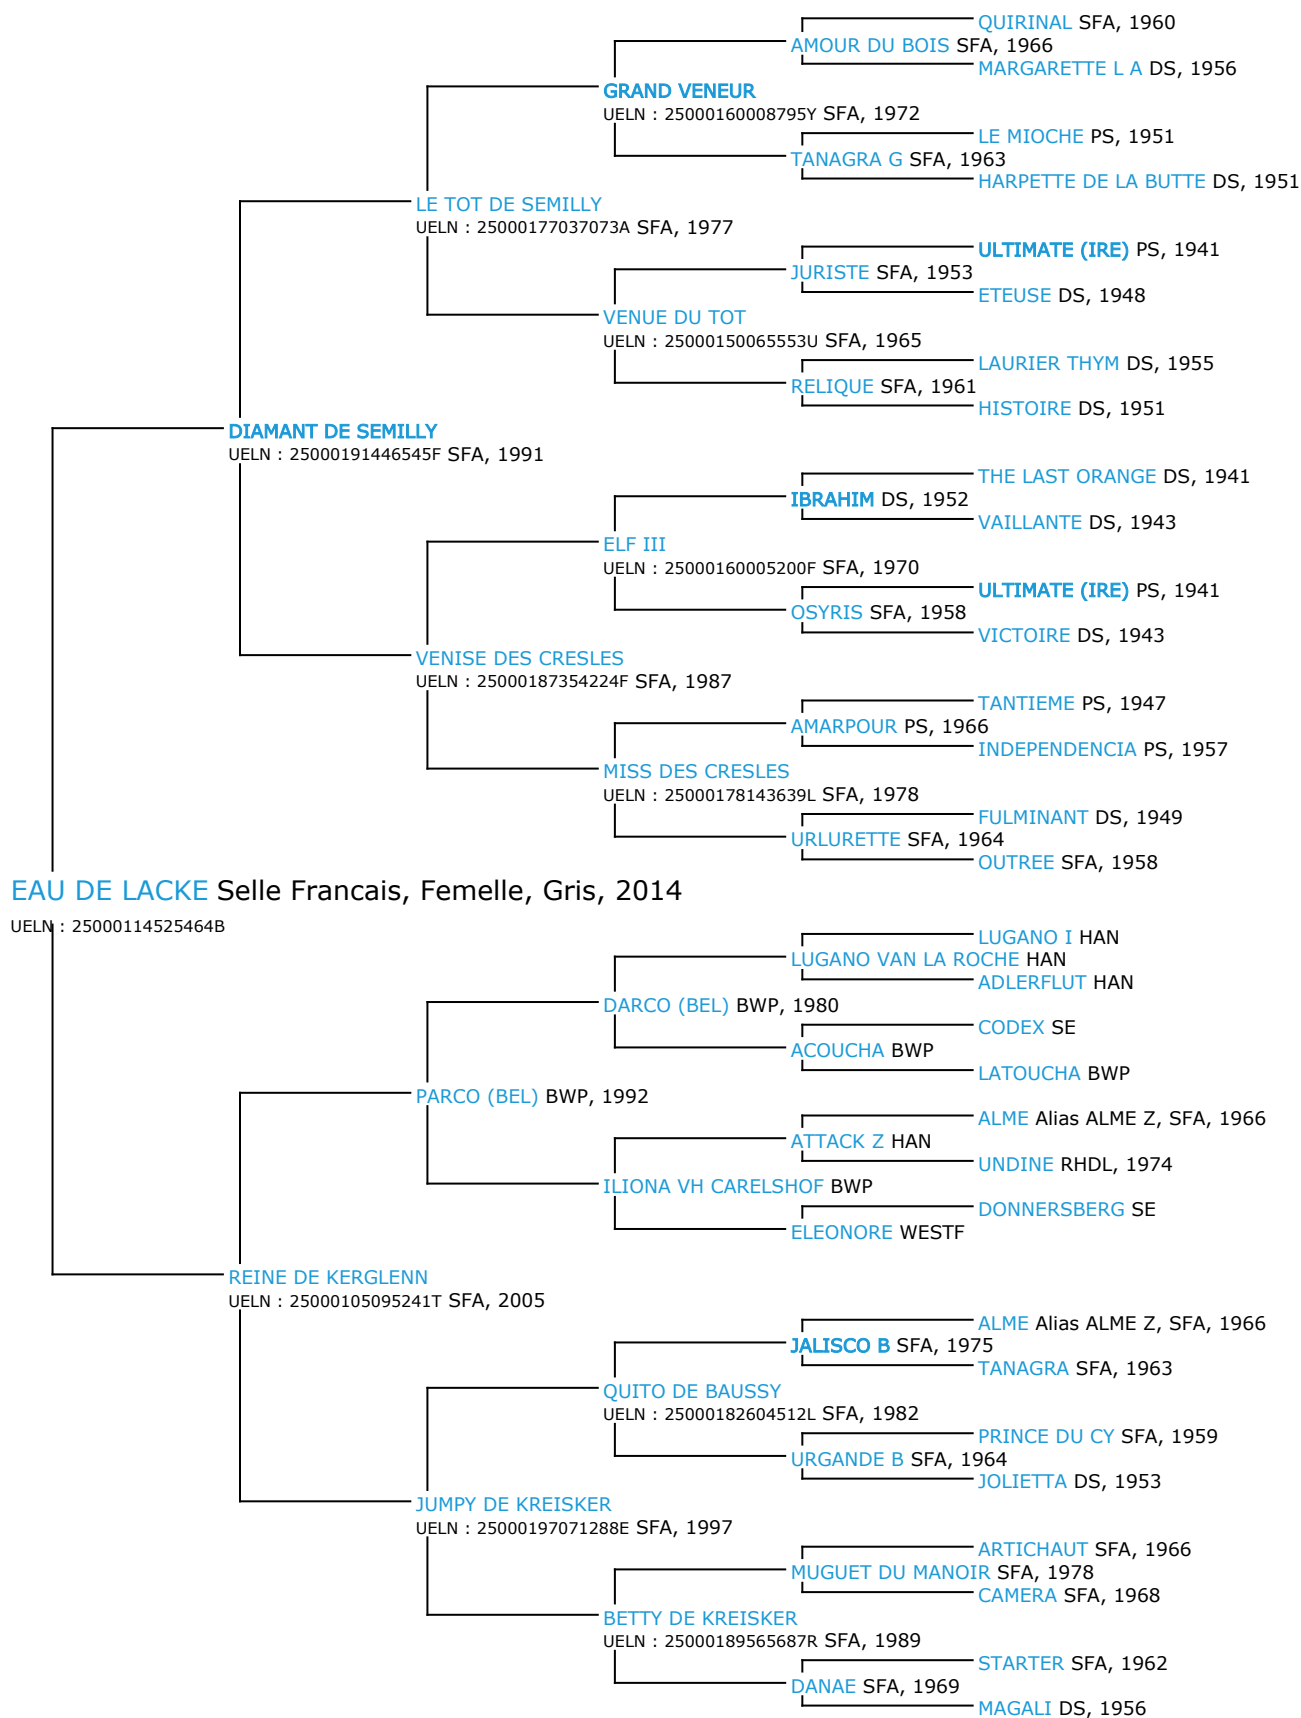 QUIRINAL SFA, 1960
AMOUR DU BOIS SFA, 1966
MARGARETTE L A DS, 1956
GRAND VENEUR
UELN : 25000160008795Y SFA, 1972
LE MIOCHE PS, 1951
TANAGRA G SFA, 1963
HARPETTE DE LA BUTTE DS, 1951
LE TOT DE SEMILLY
UELN : 25000177037073A SFA, 1977
ULTIMATE (IRE) PS, 1941
JURISTE SFA, 1953
ETEUSE DS, 1948
VENUE DU TOT
UELN : 25000150065553U SFA, 1965
LAURIER THYM DS, 1955
RELIQUE SFA, 1961
HISTOIRE DS, 1951
DIAMANT DE SEMILLY
UELN : 25000191446545F SFA, 1991
THE LAST ORANGE DS, 1941
IBRAHIM DS, 1952
VAILLANTE DS, 1943
ELF III
UELN : 25000160005200F SFA, 1970
ULTIMATE (IRE) PS, 1941
OSYRIS SFA, 1958
VICTOIRE DS, 1943
VENISE DES CRESLES
UELN : 25000187354224F SFA, 1987
TANTIEME PS, 1947
AMARPOUR PS, 1966
INDEPENDENCIA PS, 1957
MISS DES CRESLES
UELN : 25000178143639L SFA, 1978
FULMINANT DS, 1949
URLURETTE SFA, 1964
OUTREE SFA, 1958
EAU DE LACKE Selle Francais, Femelle, Gris, 2014
UELN : 25000114525464B
LUGANO I HAN
LUGANO VAN LA ROCHE HAN
ADLERFLUT HAN
DARCO (BEL) BWP, 1980
CODEX SE
ACOUCHA BWP
LATOUCHA BWP
PARCO (BEL) BWP, 1992
ALME Alias ALME Z, SFA, 1966
ATTACK Z HAN
UNDINE RHDL, 1974
ILIONA VH CARELSHOF BWP
DONNERSBERG SE
ELEONORE WESTF
REINE DE KERGLENN
UELN : 25000105095241T SFA, 2005
ALME Alias ALME Z, SFA, 1966
JALISCO B SFA, 1975
TANAGRA SFA, 1963
QUITO DE BAUSSY
UELN : 25000182604512L SFA, 1982
PRINCE DU CY SFA, 1959
URGANDE B SFA, 1964
JOLIETTA DS, 1953
JUMPY DE KREISKER
UELN : 25000197071288E SFA, 1997
ARTICHAUT SFA, 1966
MUGUET DU MANOIR SFA, 1978
CAMERA SFA, 1968
BETTY DE KREISKER
UELN : 25000189565687R SFA, 1989
STARTER SFA, 1962
DANAE SFA, 1969
MAGALI DS, 1956